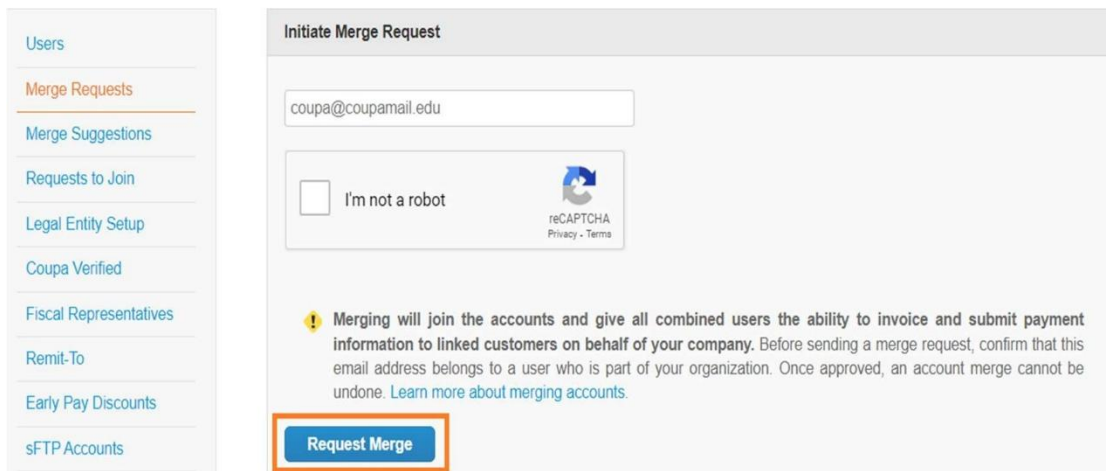 Users
Merge Requests
Merge Suggestions
Requests to Join
Legal Entity Setup
Coupa Verified
Fiscal Representatives
Remit-To
Early Pay Discounts
sFTP Accounts
Initiate Merge Request
coupa@coupamail.edu
I'm not a robot
reCAPTCHA
Privacy - Terms
Merging will join the accounts and give all combined users the ability to invoice and submit payment
information to linked customers on behalf of your company. Before sending a merge request, confirm that this
email address belongs to a user who is part of your organization. Once approved, an account merge cannot be
undone. Learn more about merging accounts.
Request Merge